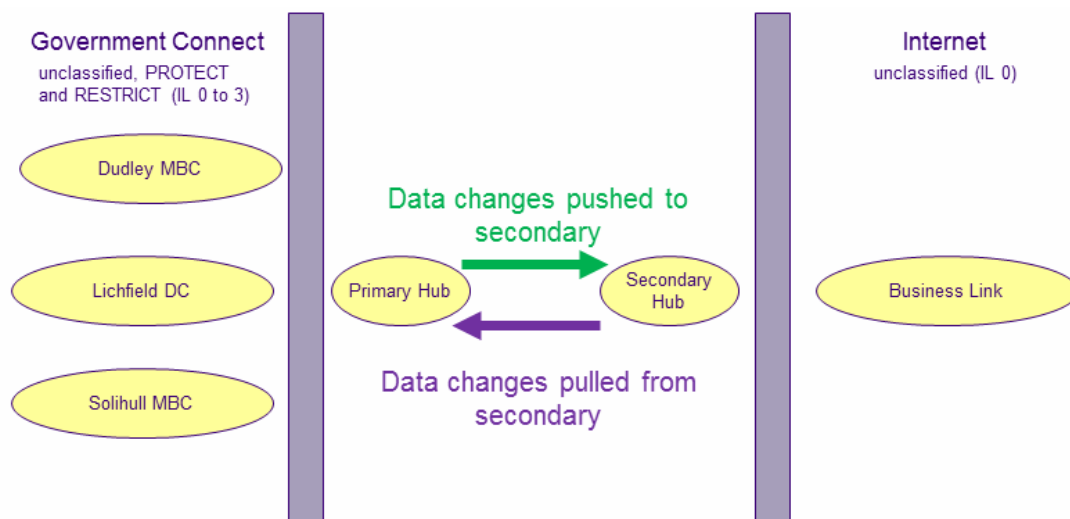 Government Connect
unclassified, PROTECT
and RESTRICT (IL 0 to 3)
Internet
unclassified (IL 0)
Dudley MBC
Data changes pushed to
secondary
Lichfield DC
Primary Hub
Secondary
Hub
Business Link
Data changes pulled from
secondary
Solihull MBC